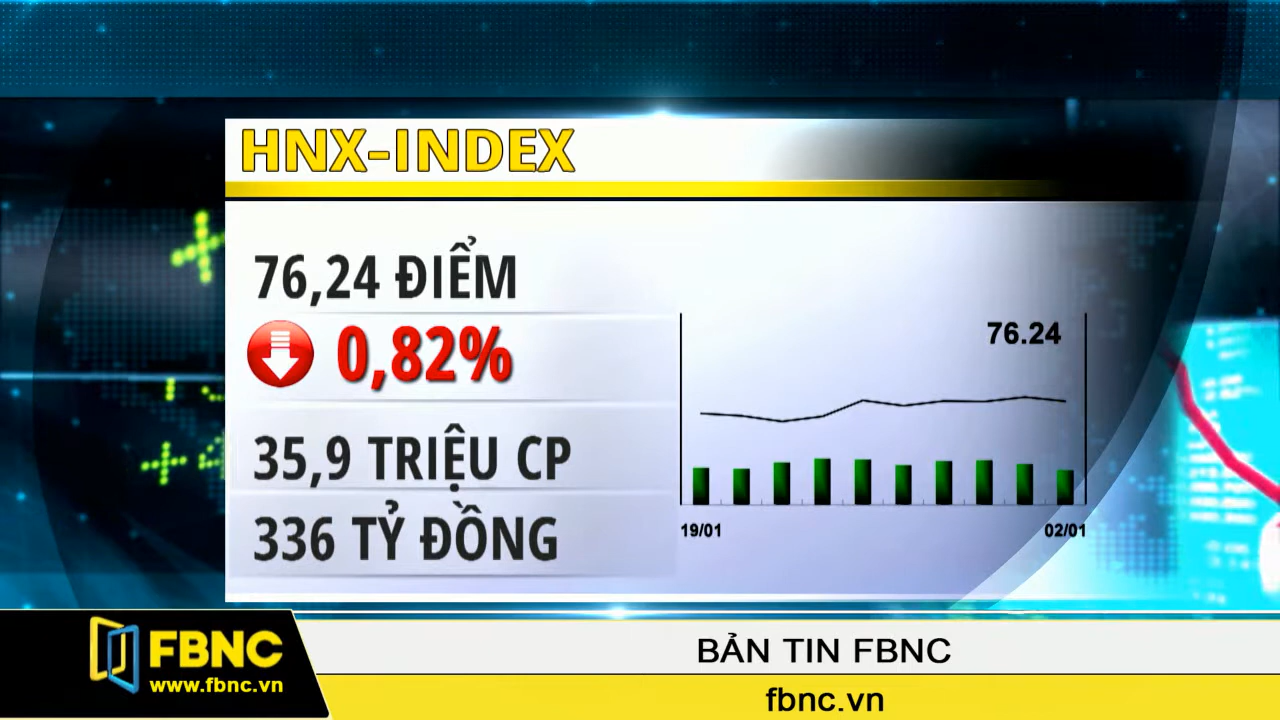 HNX-INDEX
76,24 ĐIỂM
0,82%
35,9 TRIỆU CP
336 TỶ ĐỒNG
76.24
19/01
02/01
FBNC
www.fbnc.vn
BẢN TIN FBNC
fbnc.vn